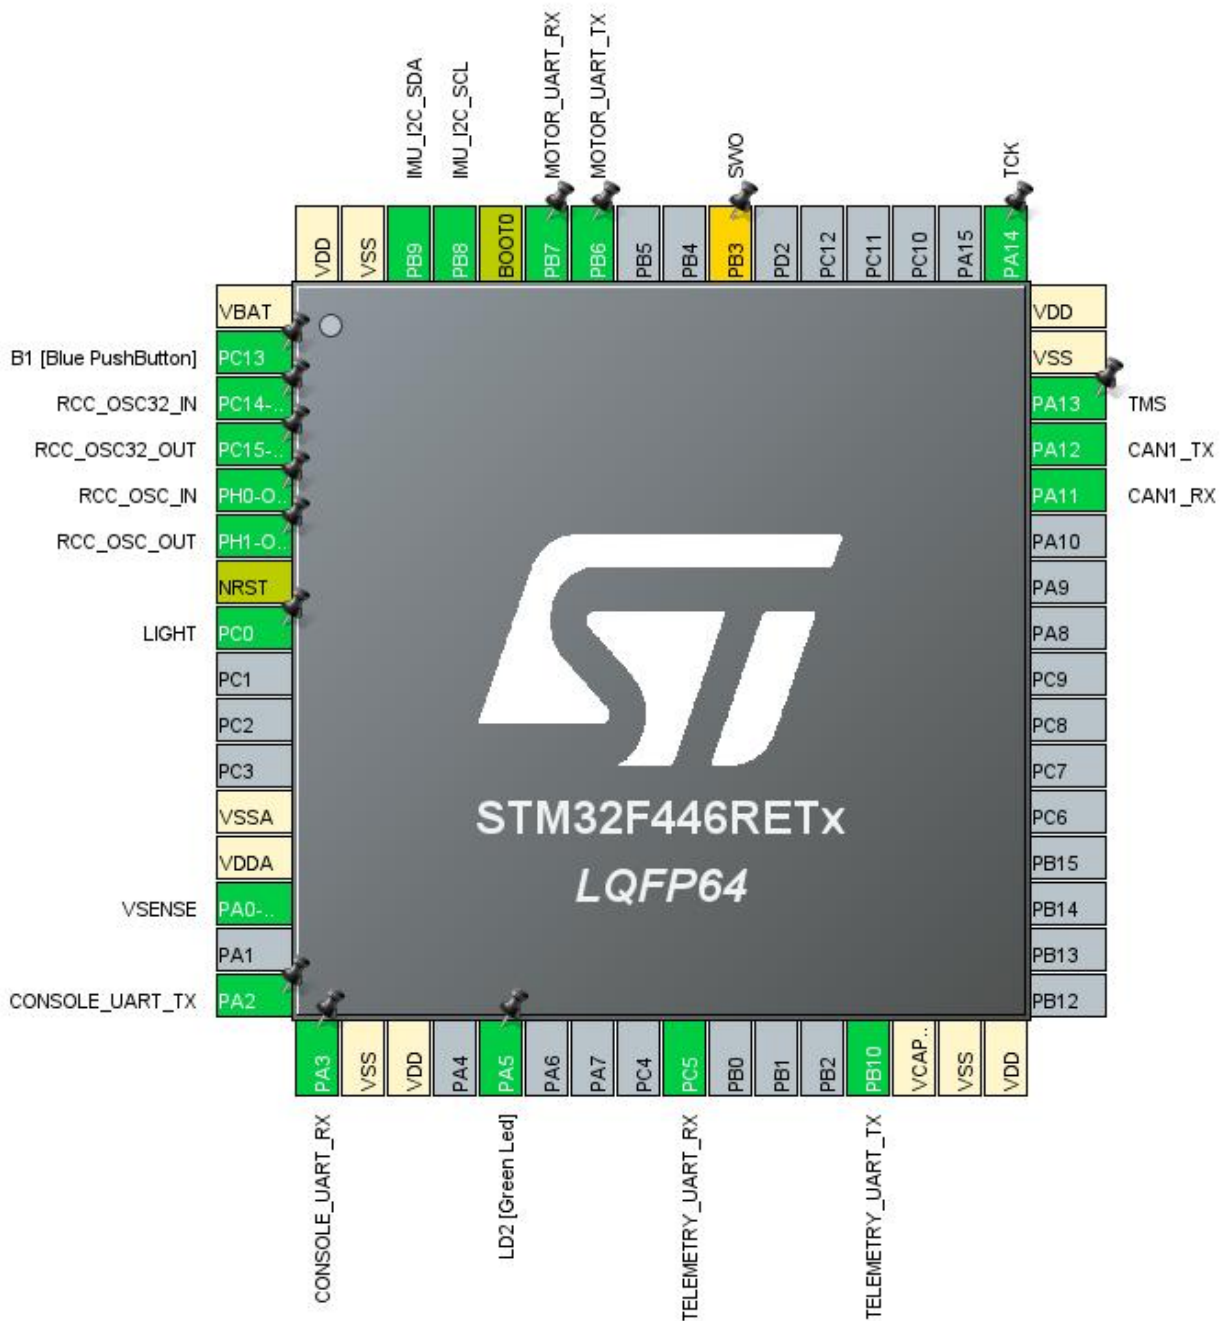 IMU_I2C_SDA
IMU_I2C_SCL
MOTOR_UART_RX
MOTOR_UART_TX
SWO
TCK
VDD
VSS
PB9
PB8
BOOT0
PB7
PB6
PB5
PB4
PB3
PD2
PC12
PC11
PC10
PA15
PA14
VBAT
B1 [Blue PushButton] PC13
RCC_OSC32_IN PC14-..
RCC_OSC32_OUT PC15-..
RCC_OSC_IN PH0-O..
RCC_OSC_OUT PH1-O..
NRST
LIGHT PC0
PC1
PC2
PC3
VSSA
VDDA
VSENSE PA0-..
PA1
CONSOLE_UART_TX PA2
VDD
VSS
PA13 TMS
PA12 CAN1_TX
PA11 CAN1_RX
PA10
PA9
PA8
PC9
PC8
PC7
PC6
PB15
PB14
PB13
PB12
ST
STM32F446RETx
LQFP64
PA3
VSS
VDD
PA4
PA5
PA6
PA7
PC4
PC5
PB0
PB1
PB2
PB10
VCAP..
VSS
VDD
CONSOLE_UART_RX
LD2 [Green Led]
TELEMETRY_UART_RX
TELEMETRY_UART_TX